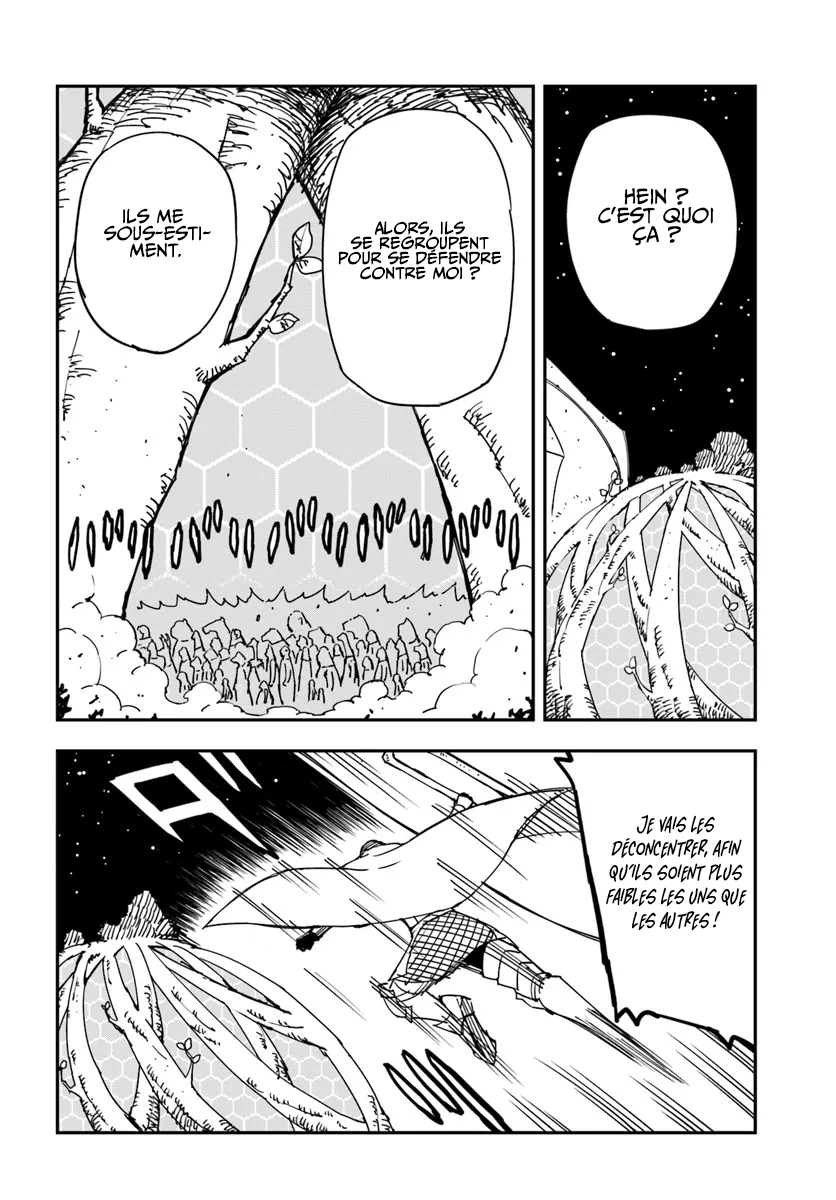 HEIN ?
C'EST QUOI
ÇA ?
ALORS, ILS
SE REGROUPENT
POUR SE DÉFENDRE
CONTRE MOI ?
ILS ME
SOUS-ESTI-
MENT.
JE VAIS LES
DÉCONCENTRER, AFIN
QU'ILS SOIENT PLUS
FAIBLES LES UNS QUE
LES AUTRES !
ダ